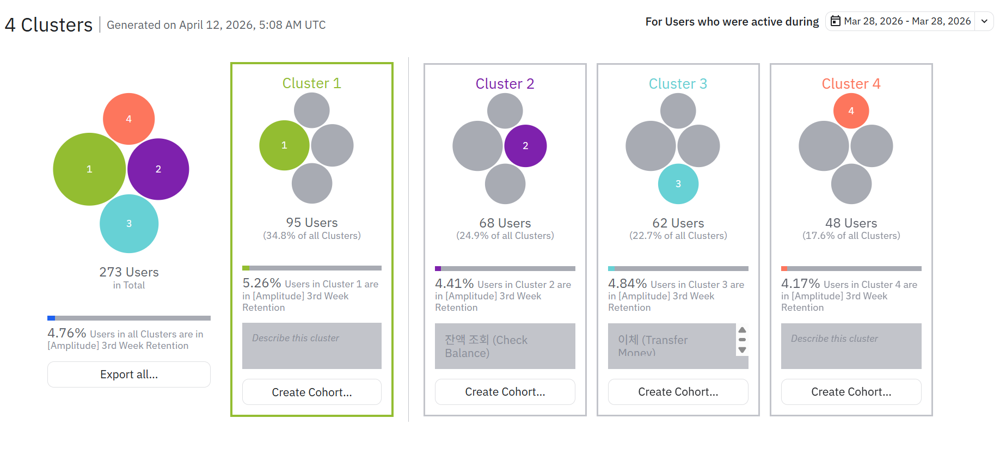 4 Clusters
Generated on April 12, 2026, 5:08 AM UTC
For Users who were active during
Mar 28, 2026 - Mar 28, 2026
4
1
2
3
273 Users
in Total
4.76% Users in all Clusters are in
[Amplitude] 3rd Week Retention
Export all...
Cluster 1
1
95 Users
(34.8% of all Clusters)
5.26% Users in Cluster 1 are
in [Amplitude] 3rd Week
Retention
Describe this cluster
Create Cohort...
Cluster 2
2
68 Users
(24.9% of all Clusters)
4.41% Users in Cluster 2 are
in [Amplitude] 3rd Week
Retention
잔액 조회 (Check
Balance)
Create Cohort...
Cluster 3
3
62 Users
(22.7% of all Clusters)
4.84% Users in Cluster 3 are
in [Amplitude] 3rd Week
Retention
이체 (Transfer
Money)
Create Cohort...
Cluster 4
4
48 Users
(17.6% of all Clusters)
4.17% Users in Cluster 4 are
in [Amplitude] 3rd Week
Retention
Describe this cluster
Create Cohort...